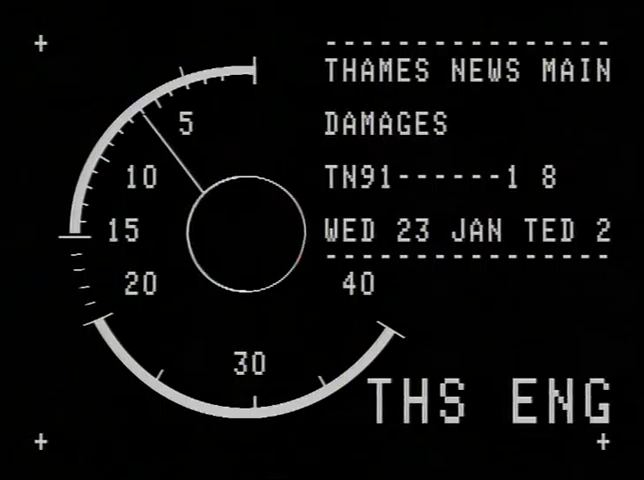 THAMES NEWS MAIN
DAMAGES
TN91------1 8
WED 23 JAN TED 2
5
10
15
20
30
40
THS ENG